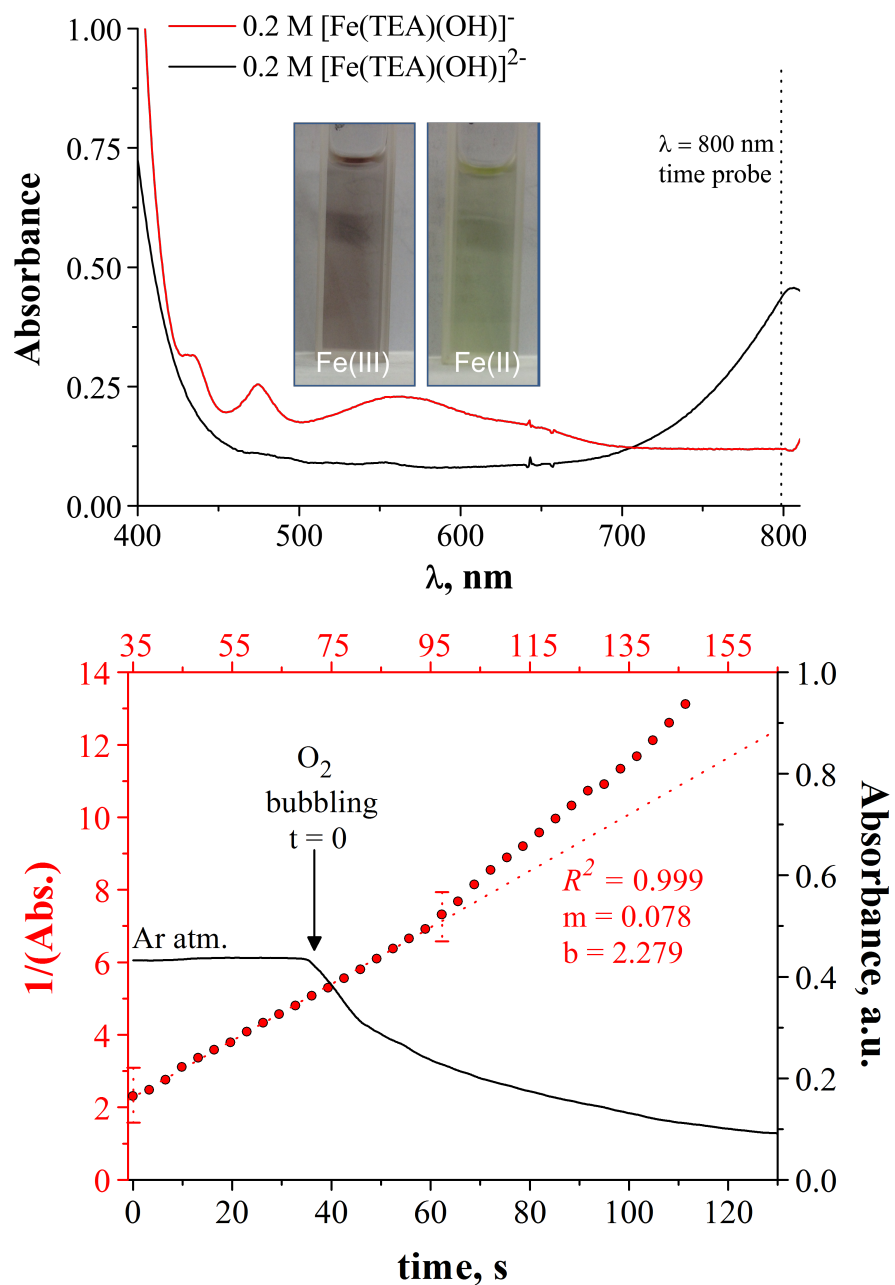 0.2 M [Fe(TEA)(OH)]⁻
0.2 M [Fe(TEA)(OH)]²⁻
1.00
0.75
0.50
0.25
0.00
Absorbance
λ = 800 nm
time probe
Fe(III)
Fe(II)
400
500
600
700
800
λ, nm
35
55
75
95
115
135
155
14
12
10
8
6
4
2
0
1/(Abs.)
O₂
bubbling
t = 0
Ar atm.
R² = 0.999
m = 0.078
b = 2.279
1.0
0.8
0.6
0.4
0.2
0.0
Absorbance, a.u.
0
20
40
60
80
100
120
time, s